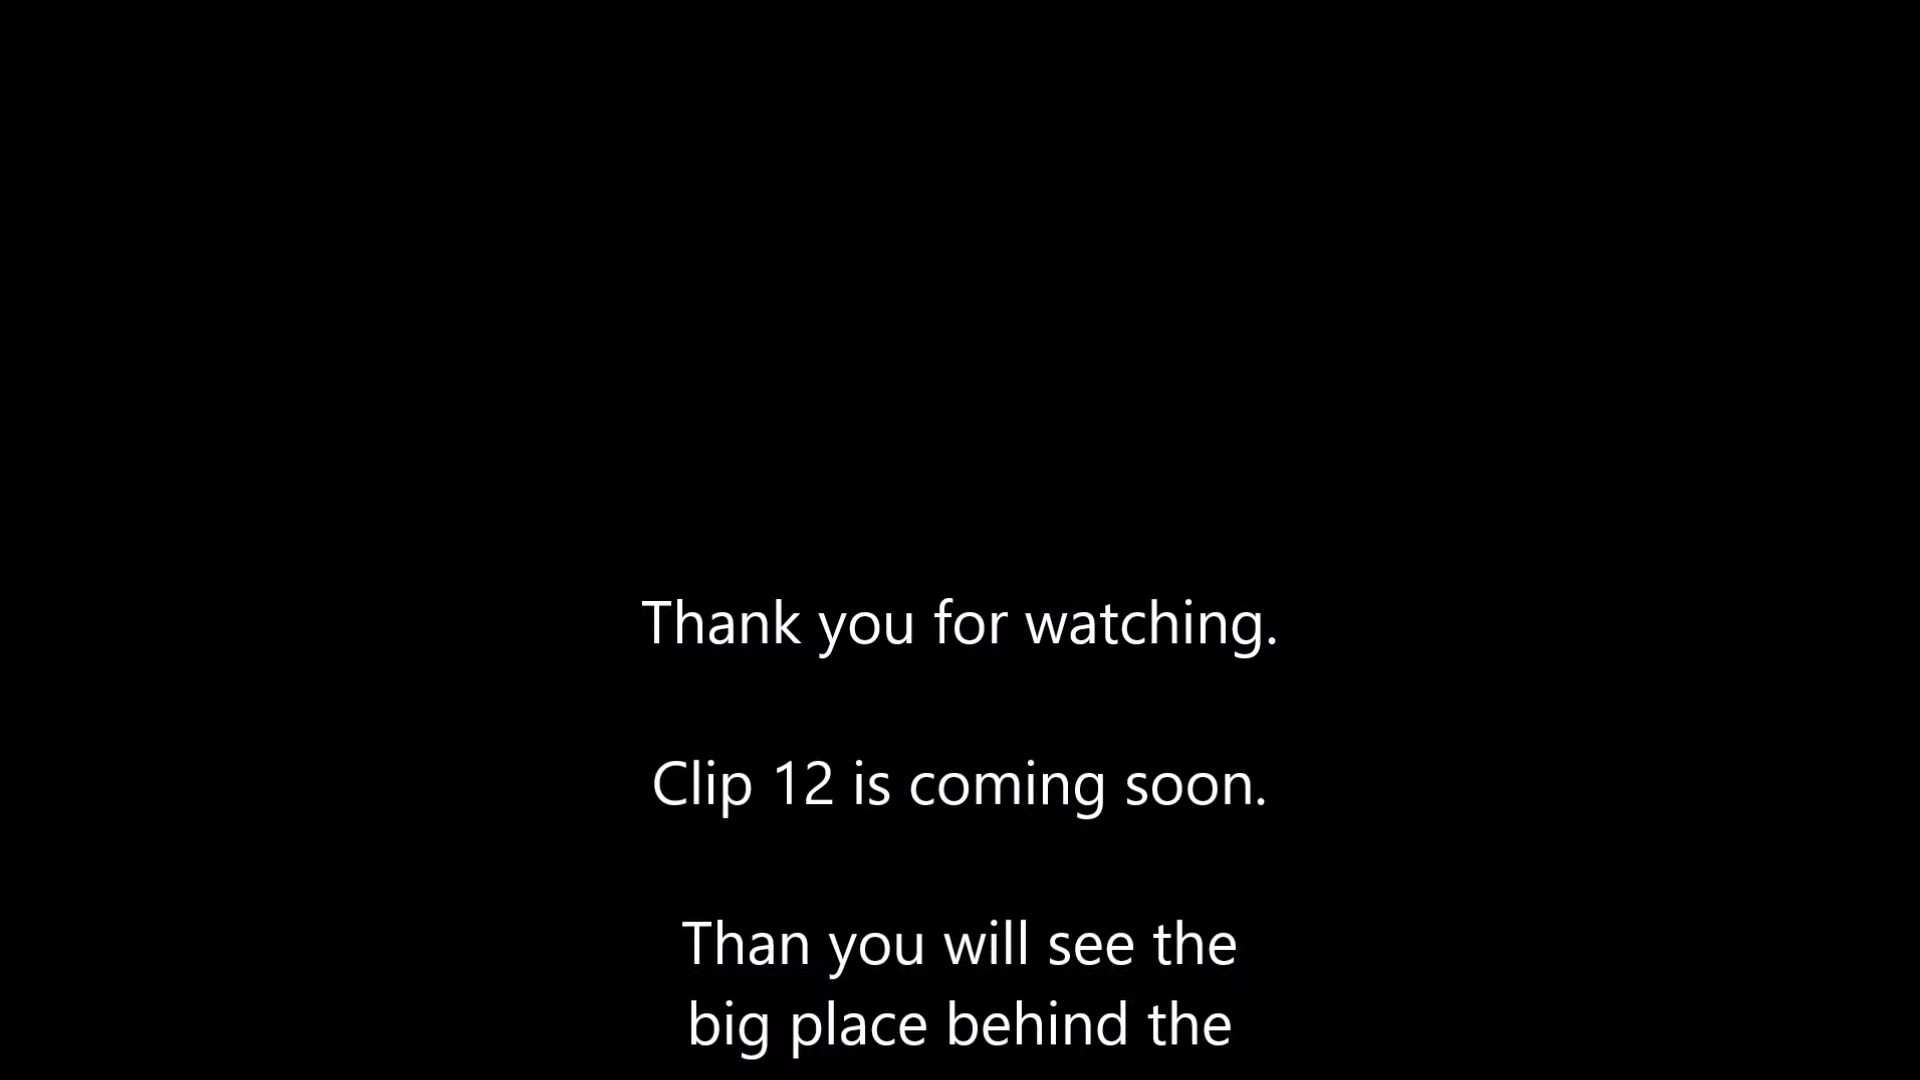 Thank you for watching.
Clip 12 is coming soon.
Than you will see the
big place behind the